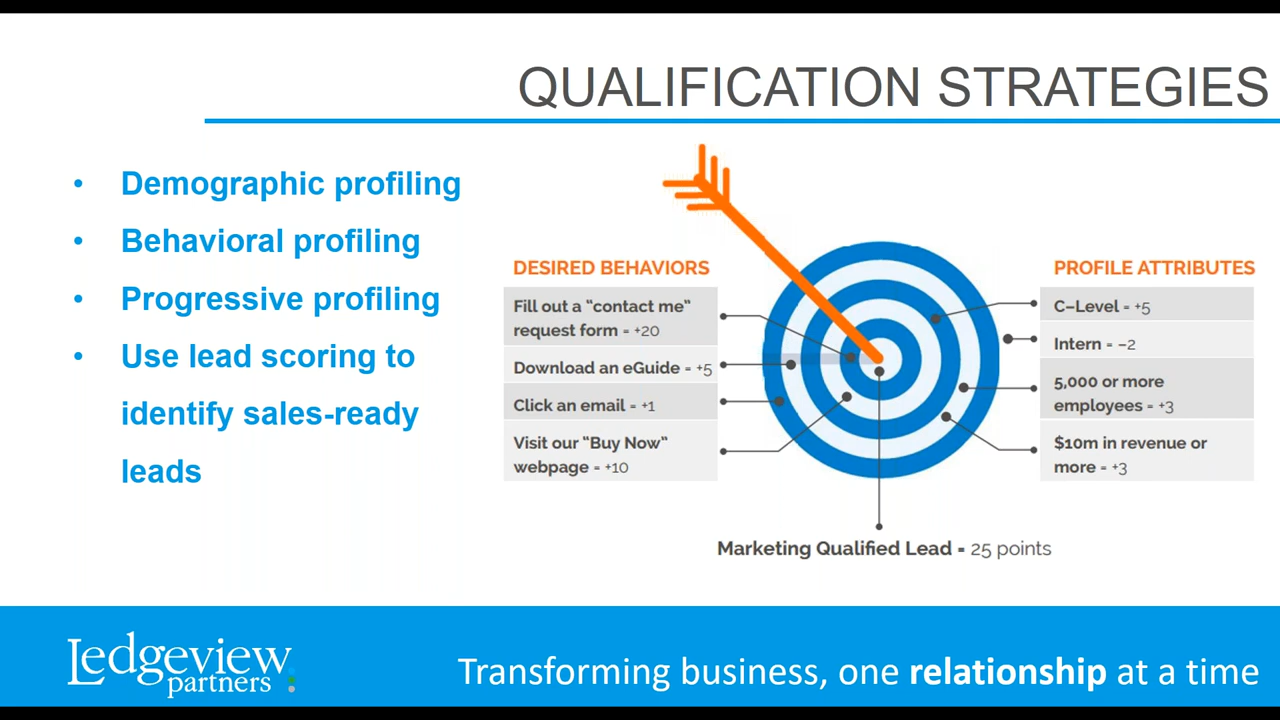 QUALIFICATION STRATEGIES
• Demographic profiling
• Behavioral profiling
• Progressive profiling
• Use lead scoring to
identify sales-ready
leads
DESIRED BEHAVIORS
Fill out a “contact me”
request form = +20
Download an eGuide = +5
Click an email = +1
Visit our “Buy Now”
webpage = +10
PROFILE ATTRIBUTES
C–Level = +5
Intern = –2
5,000 or more
employees = +3
$10m in revenue or
more = +3
Marketing Qualified Lead = 25 points
Ledgeview
partners
Transforming business, one relationship at a time